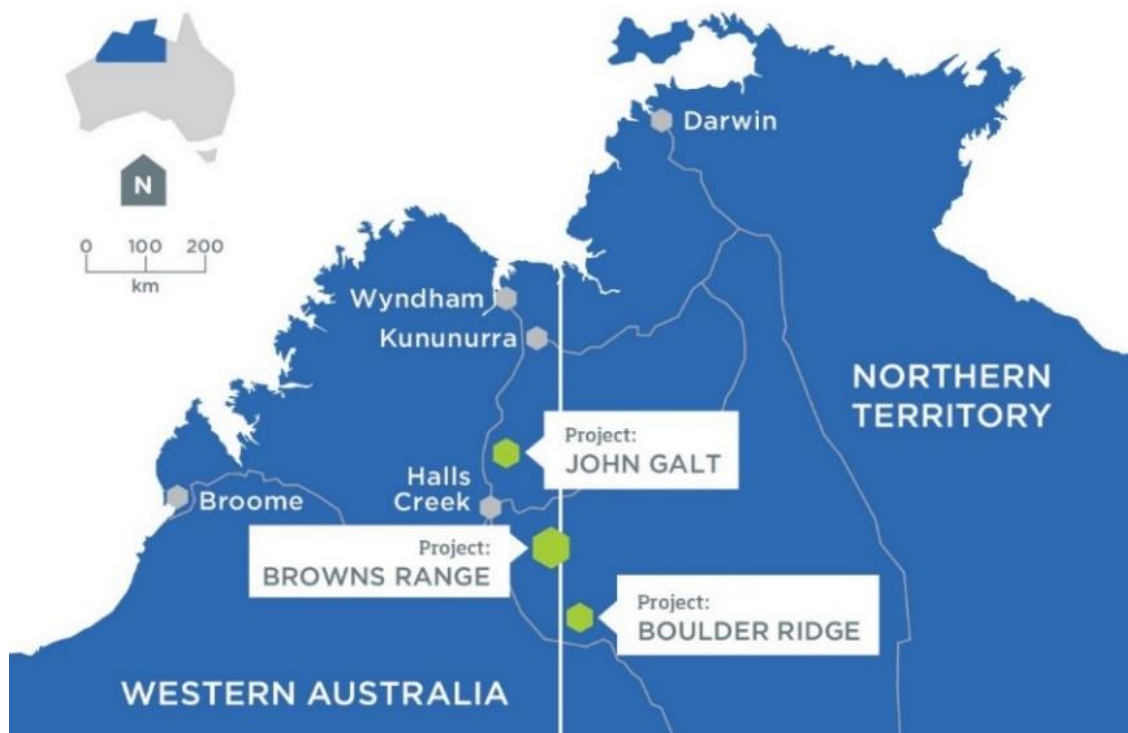 N
0 100 200
km
Darwin
Wyndham
Kununurra
NORTHERN
TERRITORY
Project:
JOHN GALT
Halls
Creek
Broome
Project:
BROWNS RANGE
Project:
BOULDER RIDGE
WESTERN AUSTRALIA